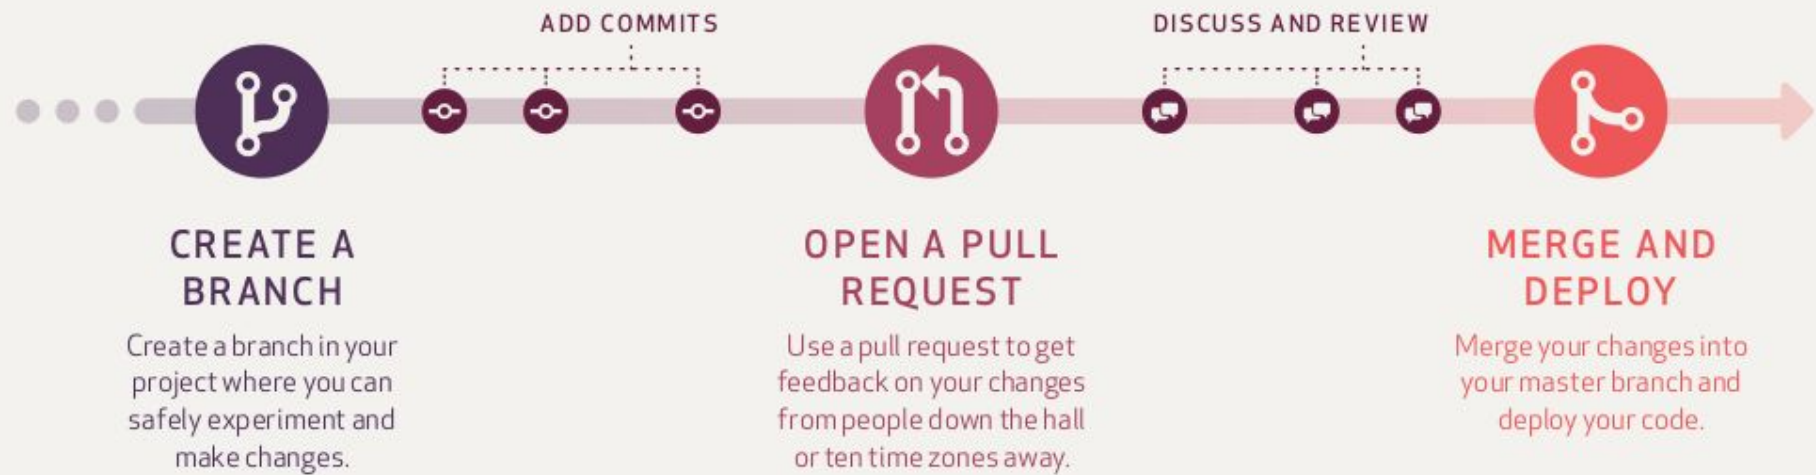 ADD COMMITS
DISCUSS AND REVIEW
CREATE A
BRANCH
Create a branch in your
project where you can
safely experiment and
make changes.
OPEN A PULL
REQUEST
Use a pull request to get
feedback on your changes
from people down the hall
or ten time zones away.
MERGE AND
DEPLOY
Merge your changes into
your master branch and
deploy your code.